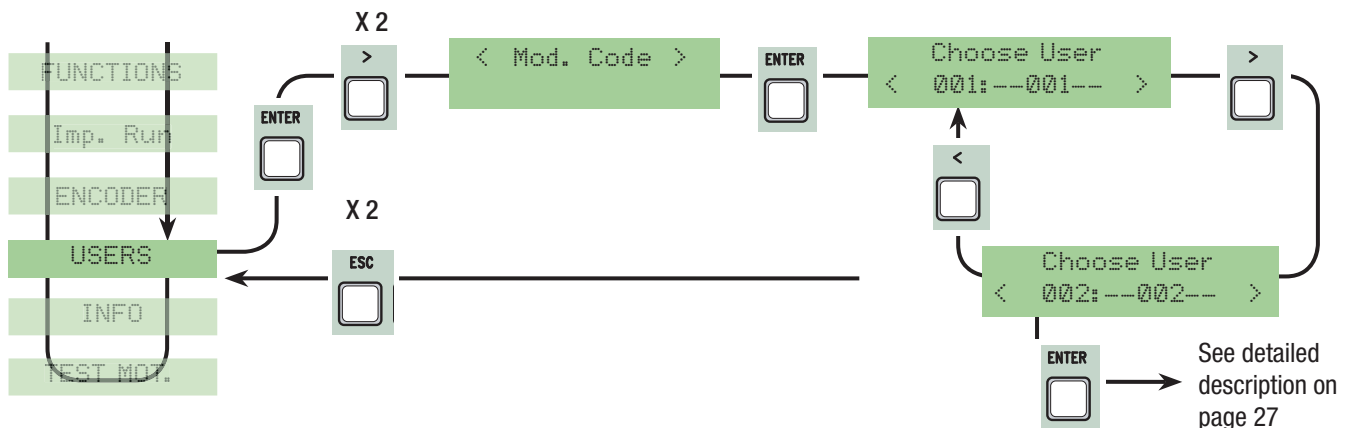 FUNCTIONS
Imp. Run
ENCODER
USERS
INFO
TEST MOT.
ENTER
X 2
>
< Mod. Code >
ENTER
Choose User
< 001:--001-- >
>
<
Choose User
< 002:--002-- >
X 2
ESC
ENTER
See detailed
description on
page 27